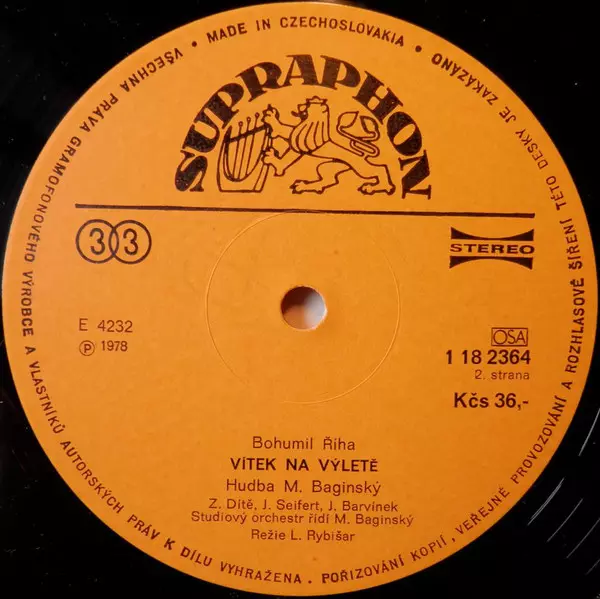 VŠECHNA PRÁVA GRAMOFONOVÉHO VÝROBCE A VLASTNÍKŮ AUTORSKÝCH PRÁV K DÍLU VYHRAŽENA . POŘIZOVÁNÍ KOPIÍ , VEŘEJNÉ PROVOZOVÁNÍ A ROZHLASOVÉ ŠÍŘENÍ TÉTO DESKY JE ZAKÁZÁNO
• MADE IN CZECHOSLOVAKIA •
SUPRAPHON
33
STEREO
E 4232
Ⓟ 1978
OSA
1 18 2364
2. strana
Kčs 36,-
Bohumil Říha
VÍTEK NA VÝLETĚ
Hudba M. Baginský
Z. Dítě, J. Seifert, J. Barvínek
Studiový orchestr řídí M. Baginský
Režie L. Rybišar